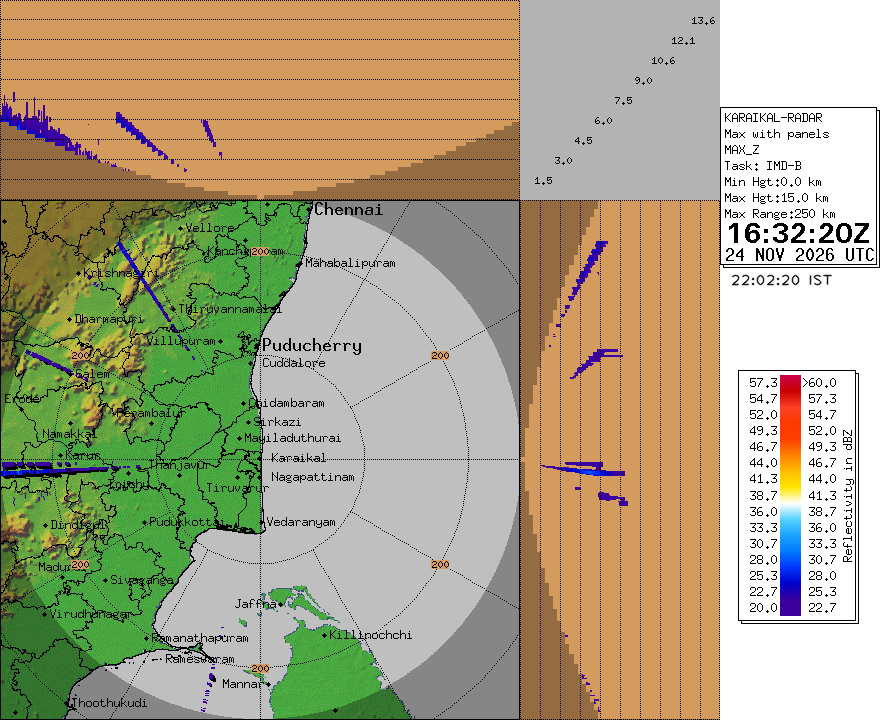 13.6
12.1
10.6
9.0
7.5
6.0
4.5
3.0
1.5
KARAIKAL-RADAR
Max with panels
MAX_Z
Task: IMD-B
Min Hgt:0.0 km
Max Hgt:15.0 km
Max Range:250 km
16:32:20Z
24 NOV 2026 UTC
22:02:20 IST
Chennai
Vellore
200
Mahabalipuram
Krishnagiri
Thiruvannamalai
Dharmapuri
Villupuram
Puducherry
200
200
Cuddalore
Salem
Erode
Chidambaram
Perambalur
Sirkazi
Namakkal
Mayiladuthurai
Karur
Thanjavur
Karaikal
Nagapattinam
Tiruvarur
Dindigul
Pudukkottai
Vedaranyam
200
200
Madurai
Sivaganga
Jaffna
Virudhunagar
Ramanathapuram
Killinochchi
Rameswaram
200
Mannar
Thoothukudi
57.3 >60.0
54.7 57.3
52.0 54.7
49.3 52.0
46.7 49.3
44.0 46.7
41.3 44.0
38.7 41.3
36.0 38.7
33.3 36.0
30.7 33.3
28.0 30.7
25.3 28.0
22.7 25.3
20.0 22.7
Reflectivity in dBZ